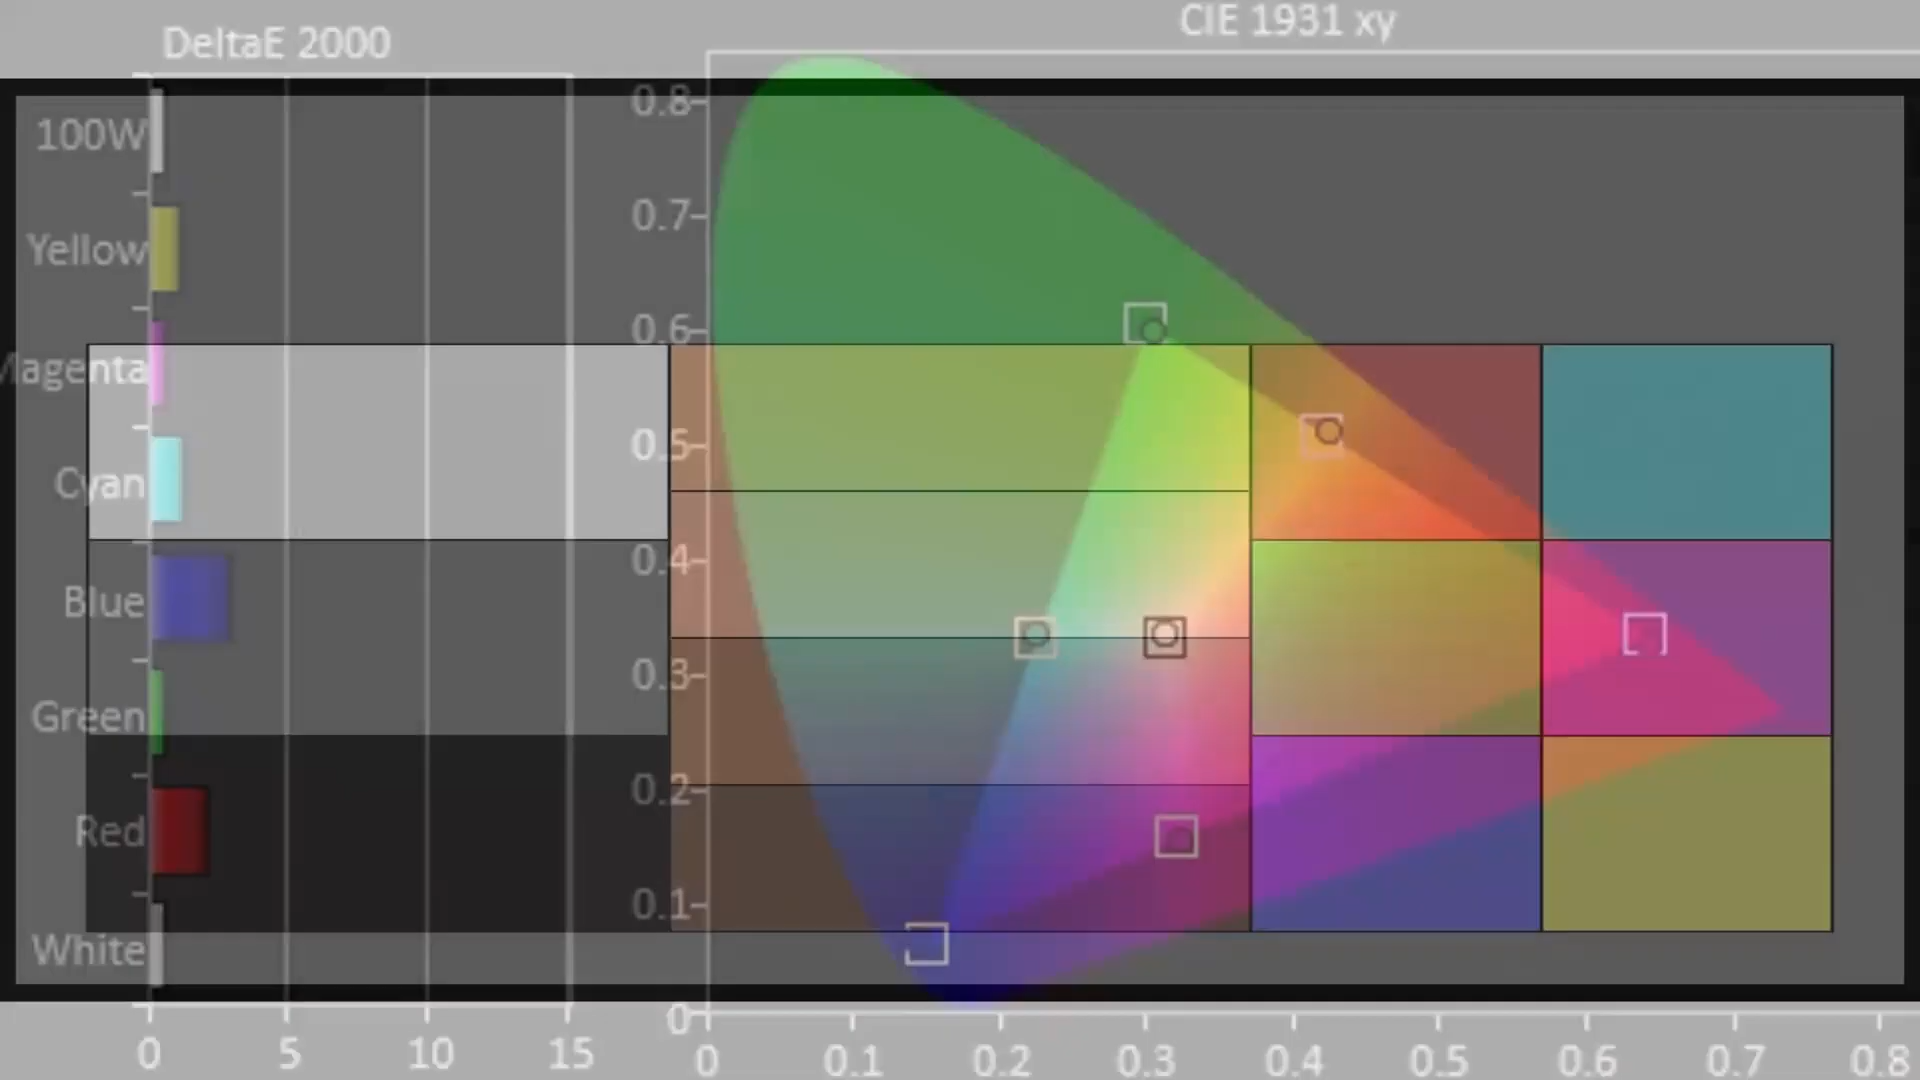 DeltaE 2000
100W
Yellow
Magenta
Cyan
Blue
Green
Red
White
0 5 10 15
CIE 1931 xy
0.8
0.7
0.6
0.5
0.4
0.3
0.2
0.1
0
0 0.1 0.2 0.3 0.4 0.5 0.6 0.7 0.8